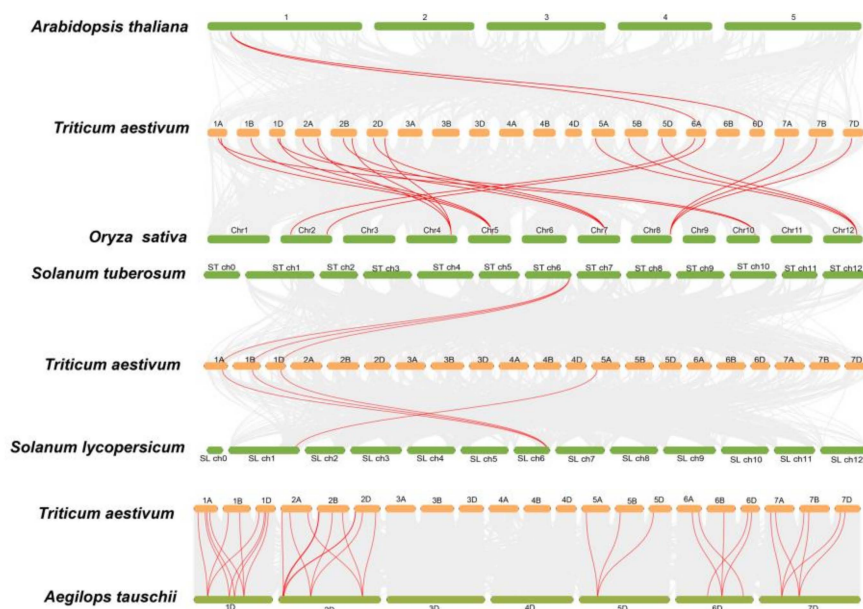 1 2 3 4 5
Arabidopsis thaliana
1A 1B 1D 2A 2B 2D 3A 3B 3D 4A 4B 4D 5A 5B 5D 6A 6B 6D 7A 7B 7D
Triticum aestivum
Chr1 Chr2 Chr3 Chr4 Chr5 Chr6 Chr7 Chr8 Chr9 Chr10 Chr11 Chr12
Oryza sativa
Solanum tuberosum
ST ch0 ST ch1 ST ch2 ST ch3 ST ch4 ST ch5 ST ch6 ST ch7 ST ch8 ST ch9 ST ch10 ST ch11 ST ch12
1A 1B 1D 2A 2B 2D 3A 3B 3D 4A 4B 4D 5A 5B 5D 6A 6B 6D 7A 7B 7D
Triticum aestivum
Solanum lycopersicum
SL ch0 SL ch1 SL ch2 SL ch3 SL ch4 SL ch5 SL ch6 SL ch7 SL ch8 SL ch9 SL ch10 SL ch11 SL ch12
1A 1B 1D 2A 2B 2D 3A 3B 3D 4A 4B 4D 5A 5B 5D 6A 6B 6D 7A 7B 7D
Triticum aestivum
Aegilops tauschii
1D 2D 3D 4D 5D 6D 7D